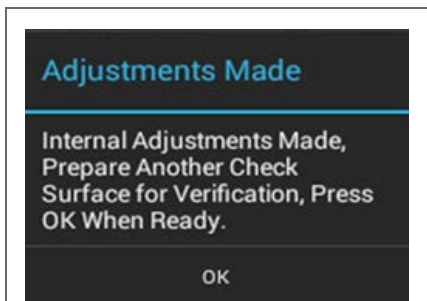 Adjustments Made
Internal Adjustments Made,
Prepare Another Check
Surface for Verification, Press
OK When Ready.
OK